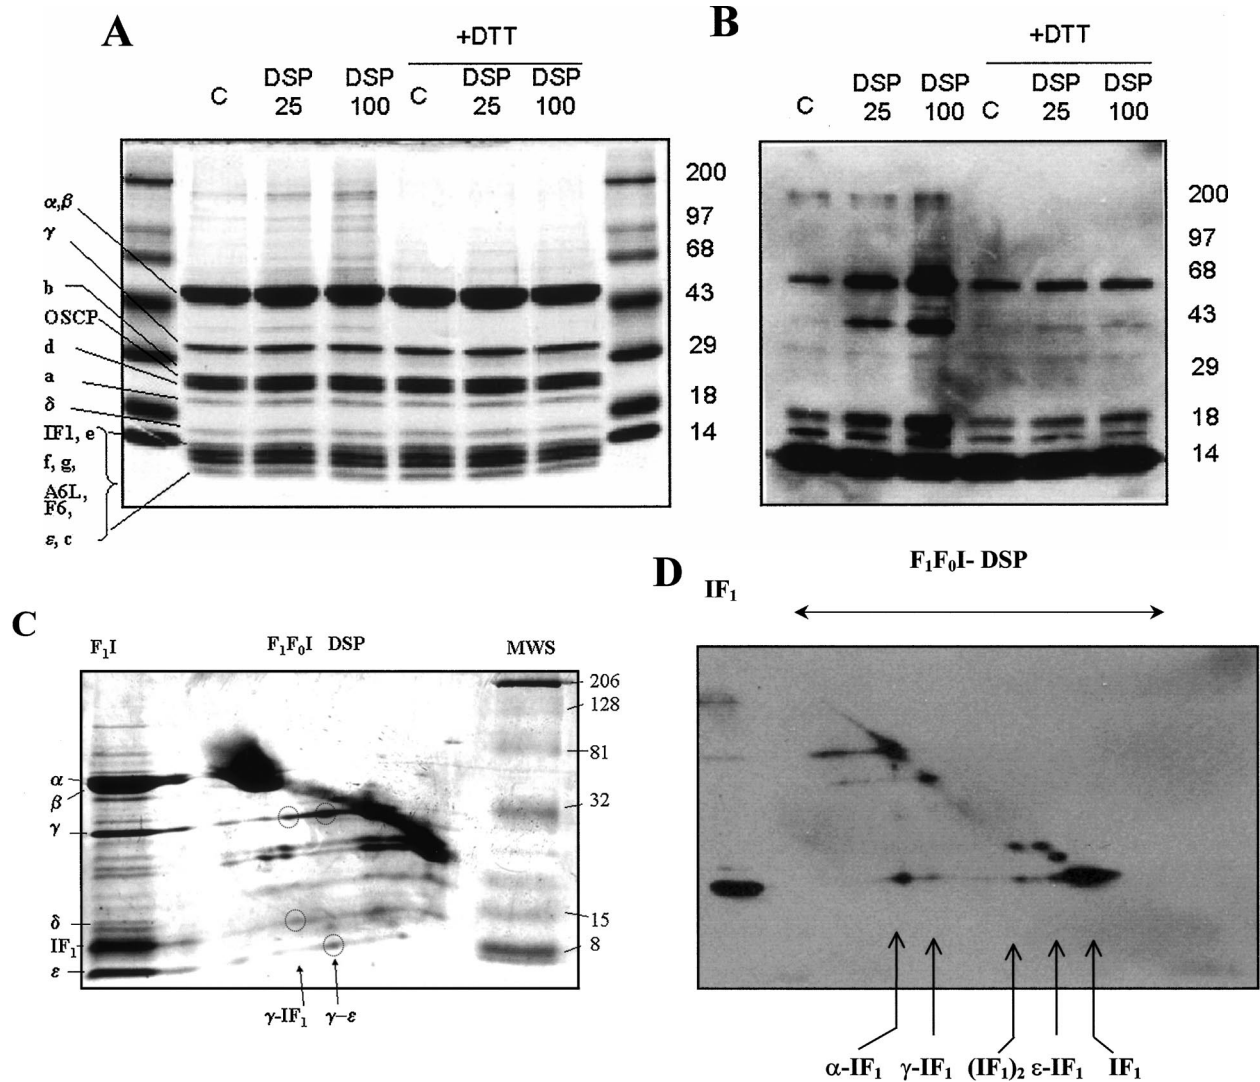 A
+DTT
C DSP 25 DSP 100 C DSP 25 DSP 100
α,β
γ
b
OSCP
d
a
δ
IF1, e
f, g,
A6L,
F6,
ε, c
200
97
68
43
29
18
14
B
+DTT
C DSP 25 DSP 100 C DSP 25 DSP 100
200
97
68
43
29
18
14
C
F₁I F₁F₀I DSP MWS
α
β
γ
δ
IF₁
ε
206
128
81
32
15
8
γ-IF₁ γ–ε
D
IF₁ F₁F₀I- DSP
α-IF₁ γ-IF₁ (IF₁)₂ ε-IF₁ IF₁